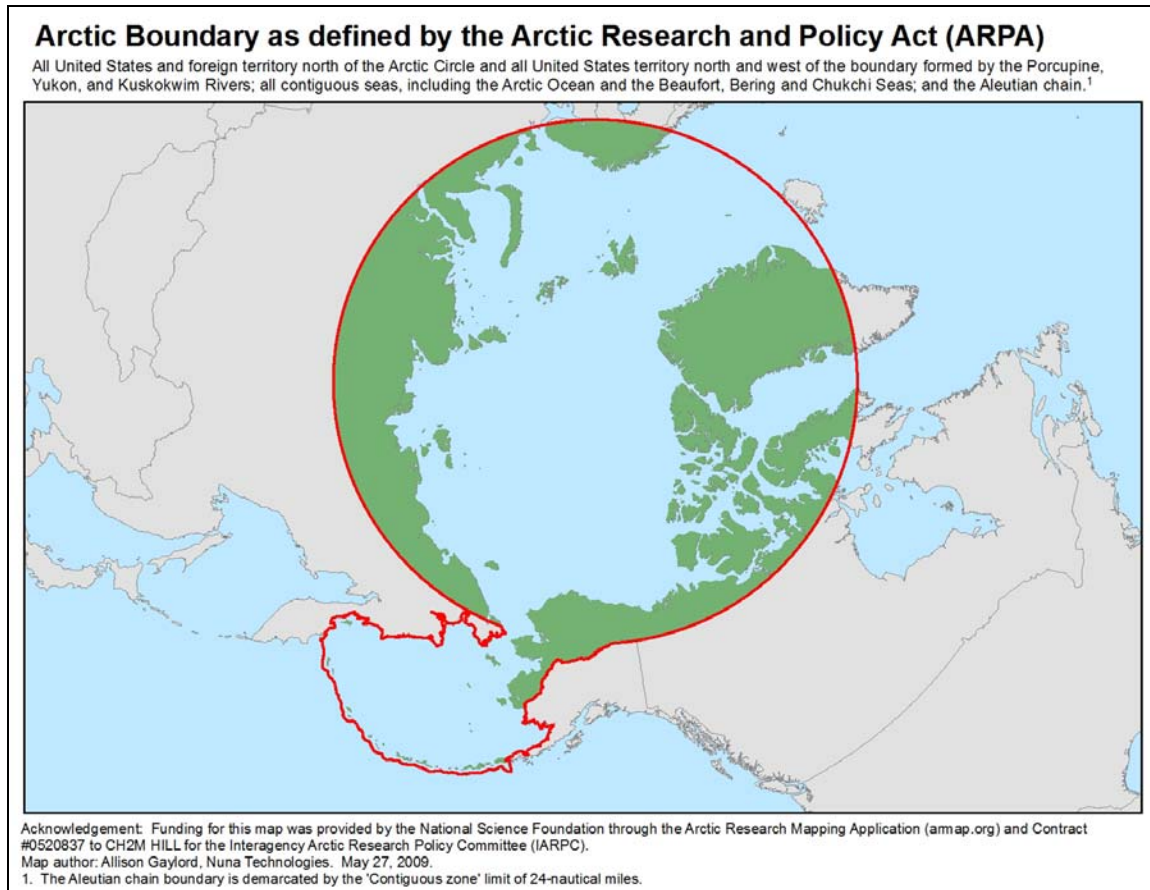 Arctic Boundary as defined by the Arctic Research and Policy Act (ARPA)
All United States and foreign territory north of the Arctic Circle and all United States territory north and west of the boundary formed by the Porcupine,
Yukon, and Kuskokwim Rivers; all contiguous seas, including the Arctic Ocean and the Beaufort, Bering and Chukchi Seas; and the Aleutian chain.¹
Acknowledgement: Funding for this map was provided by the National Science Foundation through the Arctic Research Mapping Application (armap.org) and Contract
#0520837 to CH2M HILL for the Interagency Arctic Research Policy Committee (IARPC).
Map author: Allison Gaylord, Nuna Technologies. May 27, 2009.
1. The Aleutian chain boundary is demarcated by the 'Contiguous zone' limit of 24-nautical miles.